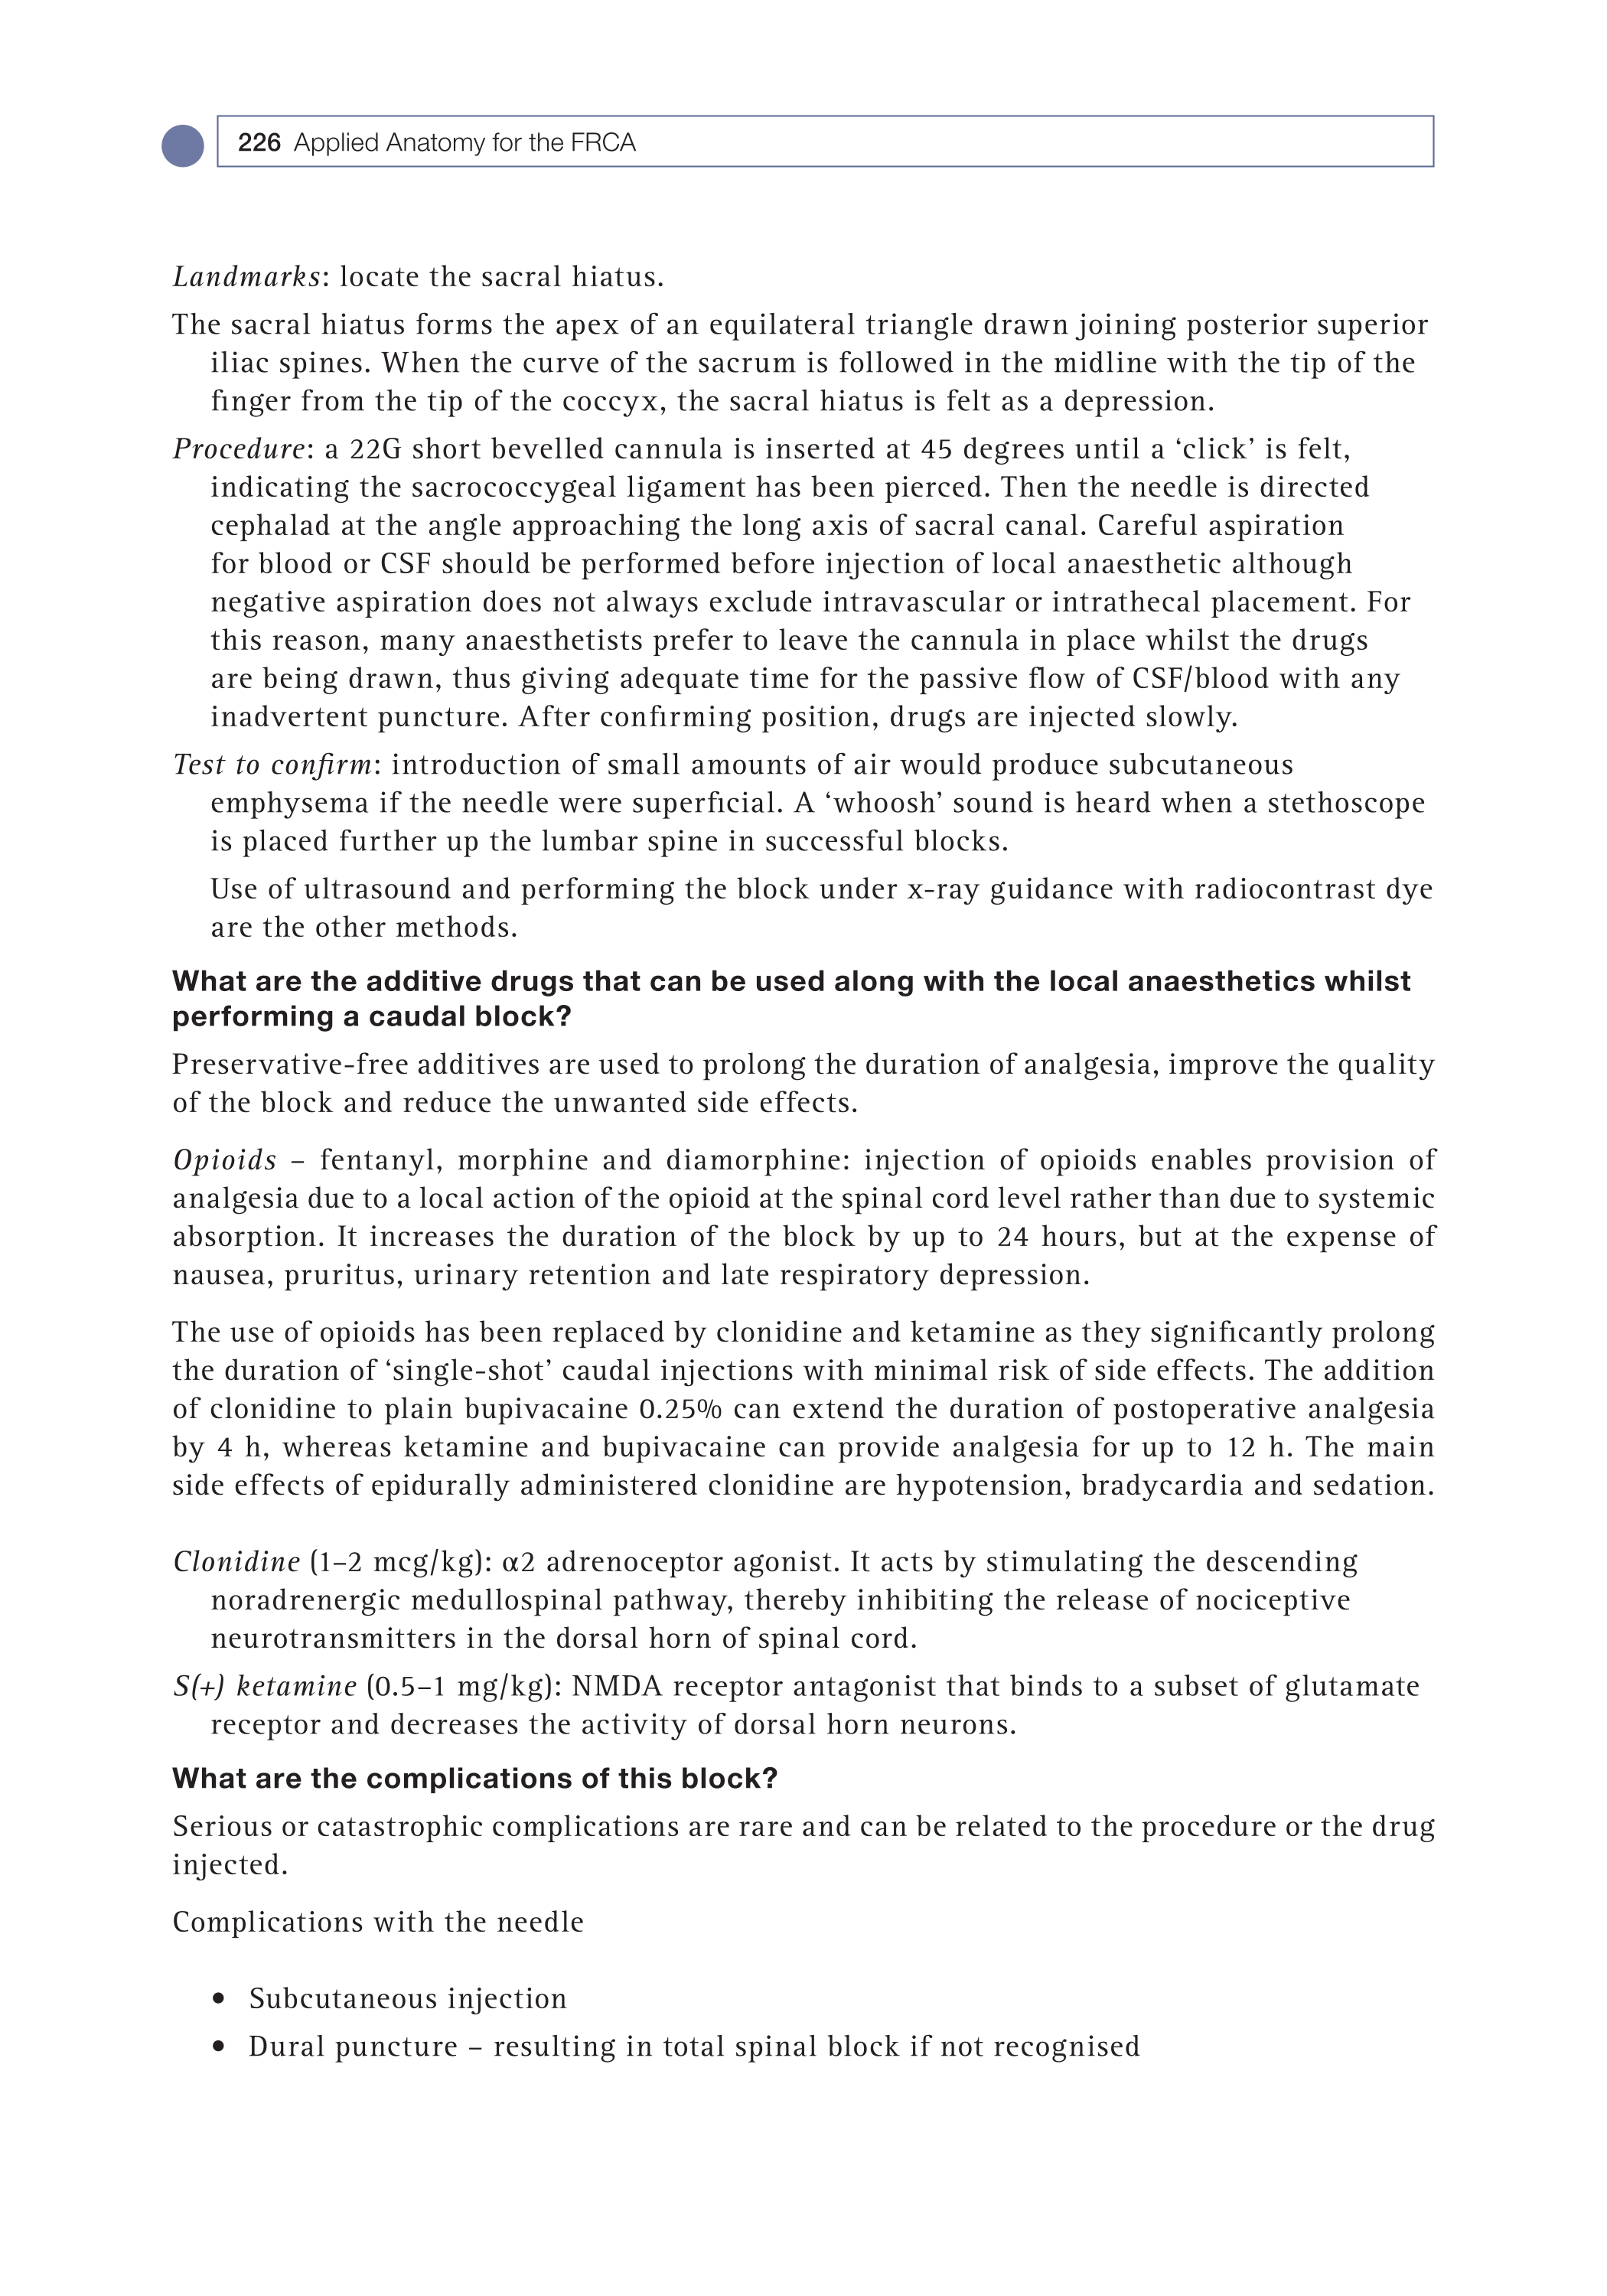 226 Applied Anatomy for the FRCA
Landmarks: locate the sacral hiatus.
The sacral hiatus forms the apex of an equilateral triangle drawn joining posterior superior
iliac spines. When the curve of the sacrum is followed in the midline with the tip of the
finger from the tip of the coccyx, the sacral hiatus is felt as a depression.
Procedure: a 22G short bevelled cannula is inserted at 45 degrees until a ‘click’ is felt,
indicating the sacrococcygeal ligament has been pierced. Then the needle is directed
cephalad at the angle approaching the long axis of sacral canal. Careful aspiration
for blood or CSF should be performed before injection of local anaesthetic although
negative aspiration does not always exclude intravascular or intrathecal placement. For
this reason, many anaesthetists prefer to leave the cannula in place whilst the drugs
are being drawn, thus giving adequate time for the passive flow of CSF/blood with any
inadvertent puncture. After confirming position, drugs are injected slowly.
Test to confirm: introduction of small amounts of air would produce subcutaneous
emphysema if the needle were superficial. A ‘whoosh’ sound is heard when a stethoscope
is placed further up the lumbar spine in successful blocks.
Use of ultrasound and performing the block under x-ray guidance with radiocontrast dye
are the other methods.
What are the additive drugs that can be used along with the local anaesthetics whilst
performing a caudal block?
Preservative-free additives are used to prolong the duration of analgesia, improve the quality
of the block and reduce the unwanted side effects.
Opioids – fentanyl, morphine and diamorphine: injection of opioids enables provision of
analgesia due to a local action of the opioid at the spinal cord level rather than due to systemic
absorption. It increases the duration of the block by up to 24 hours, but at the expense of
nausea, pruritus, urinary retention and late respiratory depression.
The use of opioids has been replaced by clonidine and ketamine as they significantly prolong
the duration of ‘single-shot’ caudal injections with minimal risk of side effects. The addition
of clonidine to plain bupivacaine 0.25% can extend the duration of postoperative analgesia
by 4 h, whereas ketamine and bupivacaine can provide analgesia for up to 12 h. The main
side effects of epidurally administered clonidine are hypotension, bradycardia and sedation.
Clonidine (1–2 mcg/kg): α2 adrenoceptor agonist. It acts by stimulating the descending
noradrenergic medullospinal pathway, thereby inhibiting the release of nociceptive
neurotransmitters in the dorsal horn of spinal cord.
S(+) ketamine (0.5–1 mg/kg): NMDA receptor antagonist that binds to a subset of glutamate
receptor and decreases the activity of dorsal horn neurons.
What are the complications of this block?
Serious or catastrophic complications are rare and can be related to the procedure or the drug
injected.
Complications with the needle
• Subcutaneous injection
• Dural puncture – resulting in total spinal block if not recognised